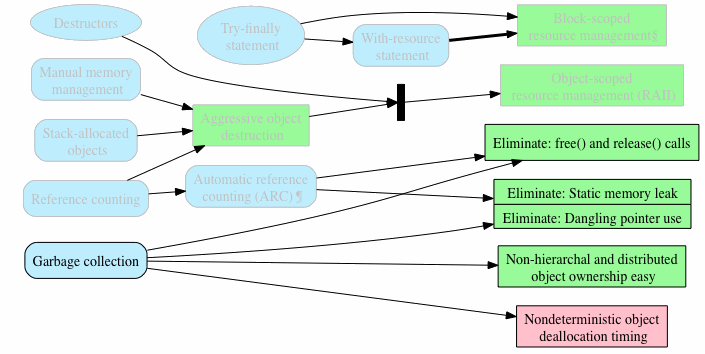 Destructors
Try-finally
statement
With-resource
statement
Block-scoped
resource management§
Manual memory
management
Object-scoped
resource management (RAII)
Aggressive object
destruction
Stack-allocated
objects
Eliminate: free() and release() calls
Reference counting
Automatic reference
counting (ARC) ¶
Eliminate: Static memory leak
Eliminate: Dangling pointer use
Garbage collection
Non-hierarchal and distributed
object ownership easy
Nondeterministic object
deallocation timing